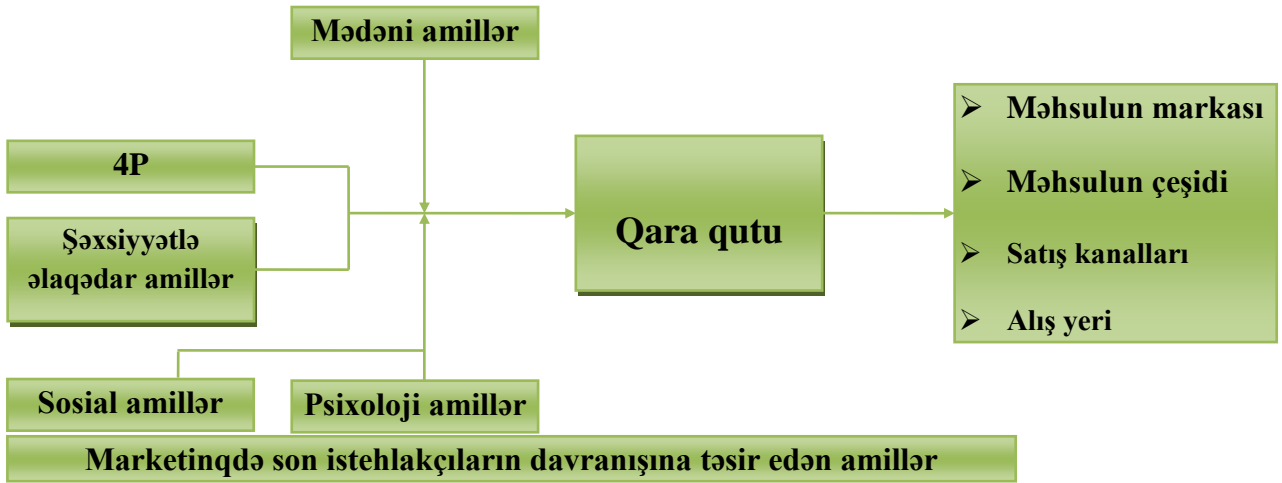 Mədəni amillər
4P
Şəxsiyyətlə
əlaqədar amillər
Sosial amillər
Psixoloji amillər
Qara qutu
➢ Məhsulun markası
➢ Məhsulun çeşidi
➢ Satış kanalları
➢ Alış yeri
Marketinqdə son istehlakçıların davranışına təsir edən amillər